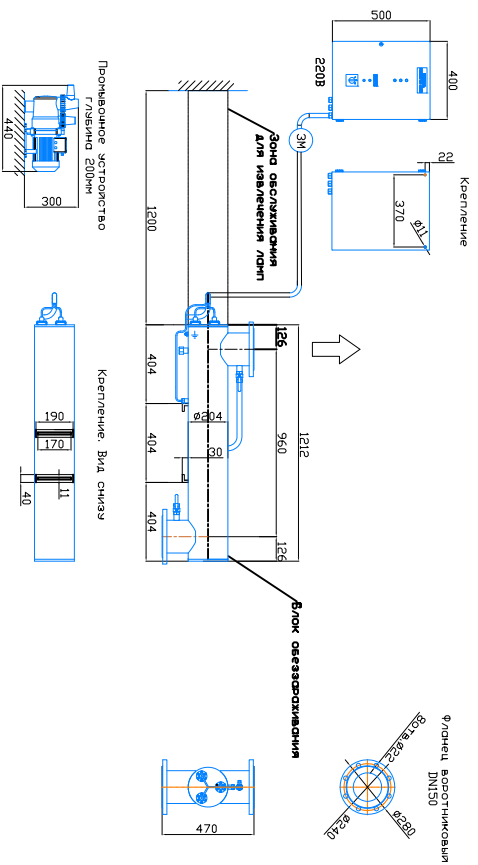 500
400
220В
3М
Крепление
22
370
Ø11
Зона обслуживания
для извлечения ламп
Промывочное устройство
глубина 200мм
440
300
1200
126
960
126
1212
404
404
404
Ø204
30
Блок обеззараживания
Крепление. Вид снизу
190
170
11
40
Фланец воротниковый
DN150
8отв.Ø22
Ø280
Ø240
470